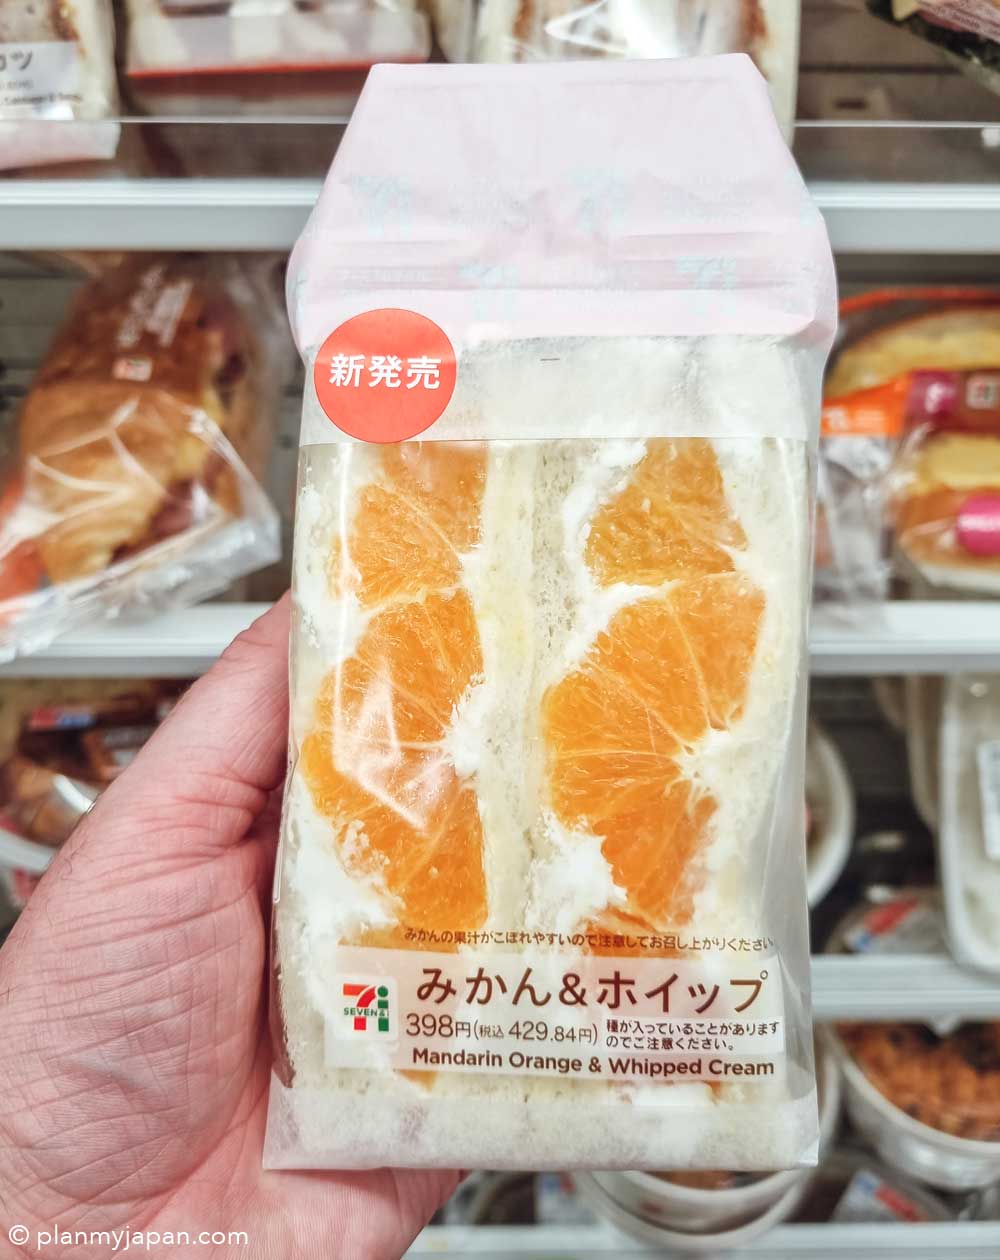 カツ
新発売
みかんの果汁がこぼれやすいので注意してお召し上がりください
みかん&ホイップ
SEVEN&i
398円(税込 429.84円)
種が入っていることがあります
のでご注意ください。
Mandarin Orange & Whipped Cream
© planmyjapan.com